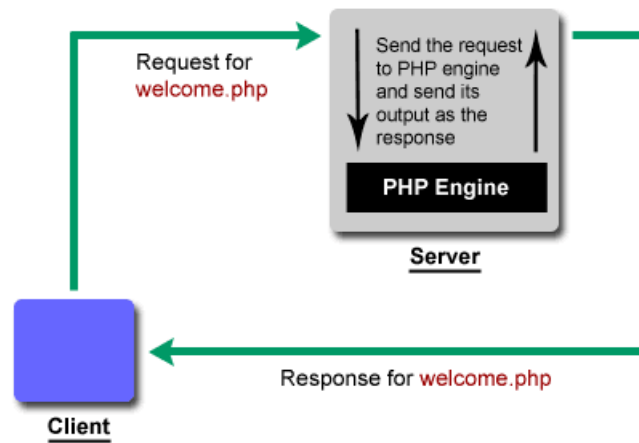 Request for
welcome.php
Send the request
to PHP engine
and send its
output as the
response
PHP Engine
Server
Response for welcome.php
Client